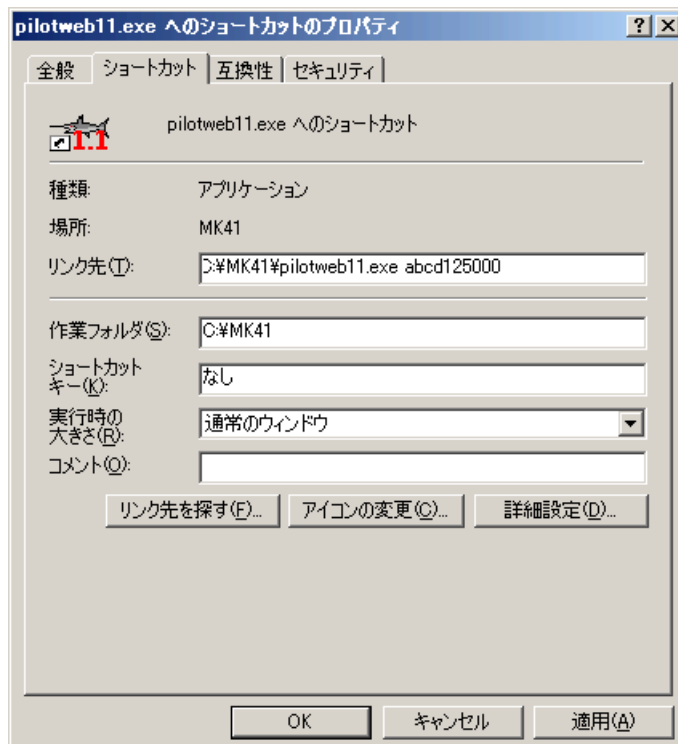 pilotweb11.exe へのショートカットのプロパティ
全般 ショートカット 互換性 セキュリティ
1.1
pilotweb11.exe へのショートカット
種類: アプリケーション
場所: MK41
リンク先(T): C:¥MK41¥pilotweb11.exe abcd125000
作業フォルダ(S): C:¥MK41
ショートカット
キー(K): なし
実行時の
大きさ(R): 通常のウィンドウ
コメント(O):
リンク先を探す(F)... アイコンの変更(C)... 詳細設定(D)...
OK キャンセル 適用(A)